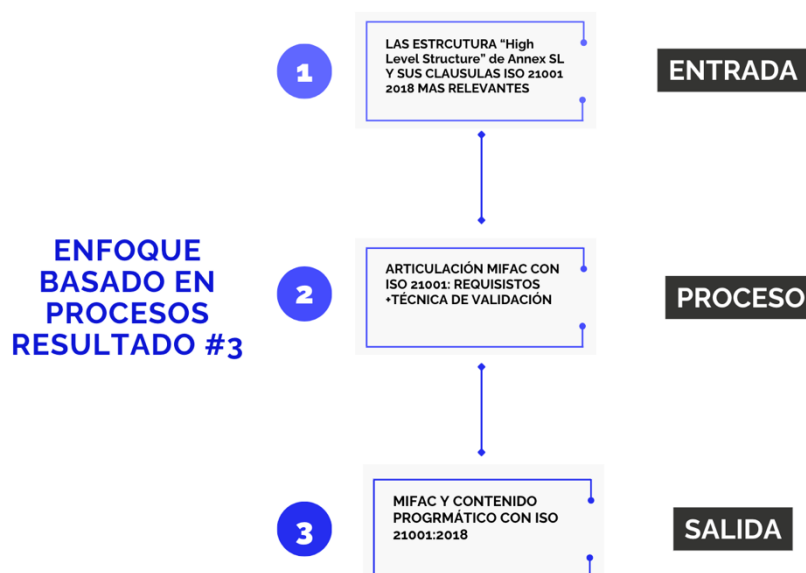 1
LAS ESTRCUTURA “High
Level Structure” de Annex SL
Y SUS CLAUSULAS ISO 21001
2018 MAS RELEVANTES
ENTRADA
ENFOQUE
BASADO EN
PROCESOS
RESULTADO #3
2
ARTICULACIÓN MIFAC CON
ISO 21001: REQUISISTOS
+TÉCNICA DE VALIDACIÓN
PROCESO
3
MIFAC Y CONTENIDO
PROGRMÁTICO CON ISO
21001:2018
SALIDA